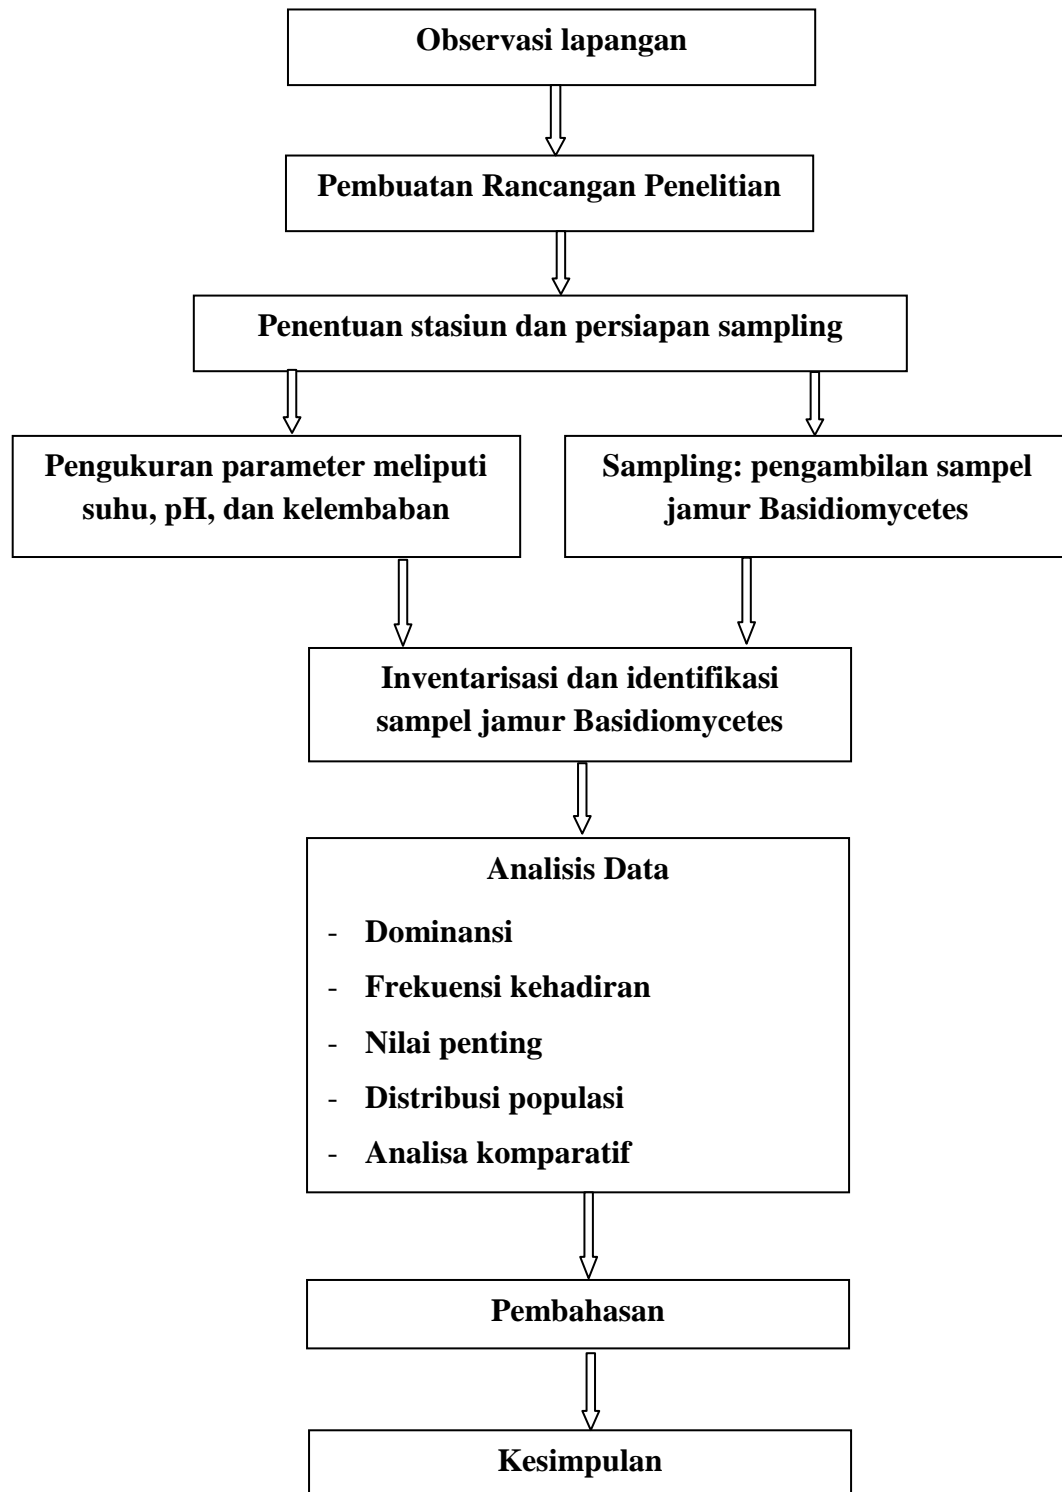 Observasi lapangan
Pembuatan Rancangan Penelitian
Penentuan stasiun dan persiapan sampling
Pengukuran parameter meliputi
suhu, pH, dan kelembaban
Sampling: pengambilan sampel
jamur Basidiomycetes
Inventarisasi dan identifikasi
sampel jamur Basidiomycetes
Analisis Data
- Dominansi
- Frekuensi kehadiran
- Nilai penting
- Distribusi populasi
- Analisa komparatif
Pembahasan
Kesimpulan